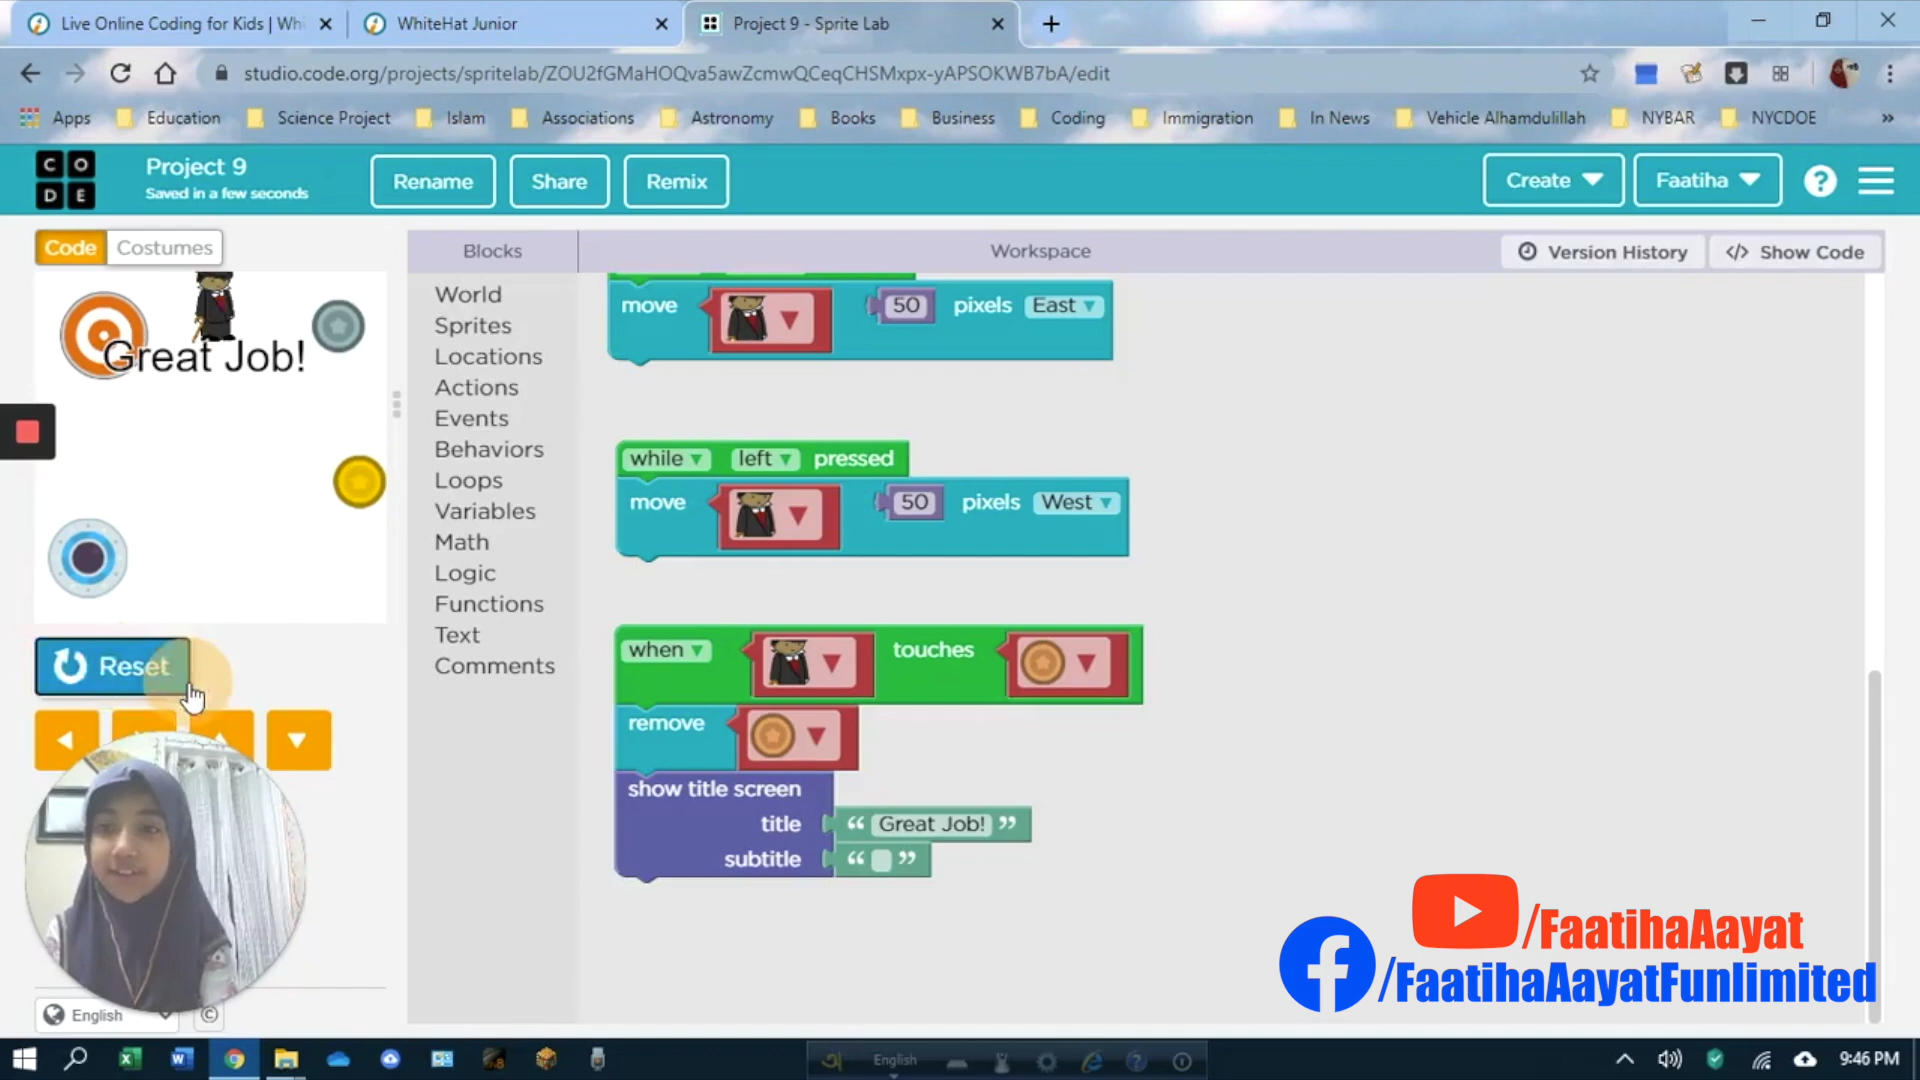 Live Online Coding for Kids | Whi
WhiteHat Junior
Project 9 - Sprite Lab
studio.code.org/projects/spritelab/ZOU2fGMaHOQva5awZcmwQCeqCHSMxpx-yAPSOKWB7bA/edit
Apps
Education
Science Project
Islam
Associations
Astronomy
Books
Business
Coding
Immigration
In News
Vehicle Alhamdulillah
NYBAR
NYCDOE
»
CODE
Project 9
Saved in a few seconds
Rename
Share
Remix
Create
Faatiha
?
Code
Costumes
Blocks
Workspace
Version History
</> Show Code
Great Job!
Reset
World
Sprites
Locations
Actions
Events
Behaviors
Loops
Variables
Math
Logic
Functions
Text
Comments
move 50 pixels East
while left pressed
move 50 pixels West
when touches
remove
show title screen
title “ Great Job! ”
subtitle “ ”
/FaatihaAayat
/FaatihaAayatFunlimited
English
©
English
9:46 PM